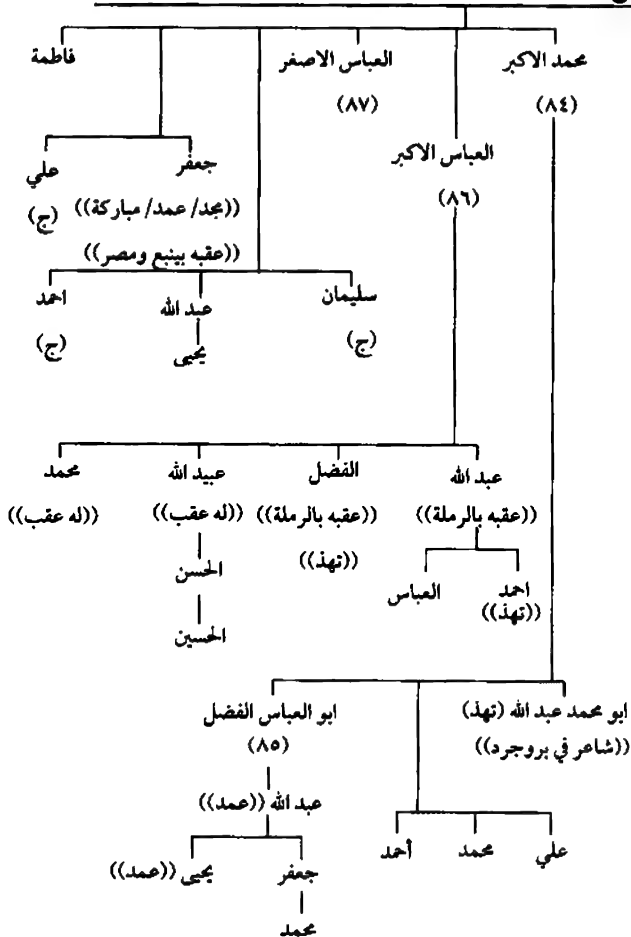 محمد الاكبر العباس الاصغر فاطمة
(٨٤) (٨٧)
العباس الاكبر
(٨٦)
جعفر علي
((مجد/ عمد/ مباركة)) (ج)
((عقبه بينبع ومصر))
سليمان عبد الله احمد
(ج) يحيى (ج)
عبد الله الفضل عبيد الله محمد
((عقبه بالرملة)) ((عقبه بالرملة)) ((له عقب)) ((له عقب))
((تهذ))
احمد العباس الحسن
((تهذ))
الحسين
ابو محمد عبد الله (تهذ) ابو العباس الفضل
((شاعر في بروجرد)) (٨٥)
عبد الله ((عمد))
علي محمد أحمد
جعفر يحيى ((عمد))
محمد